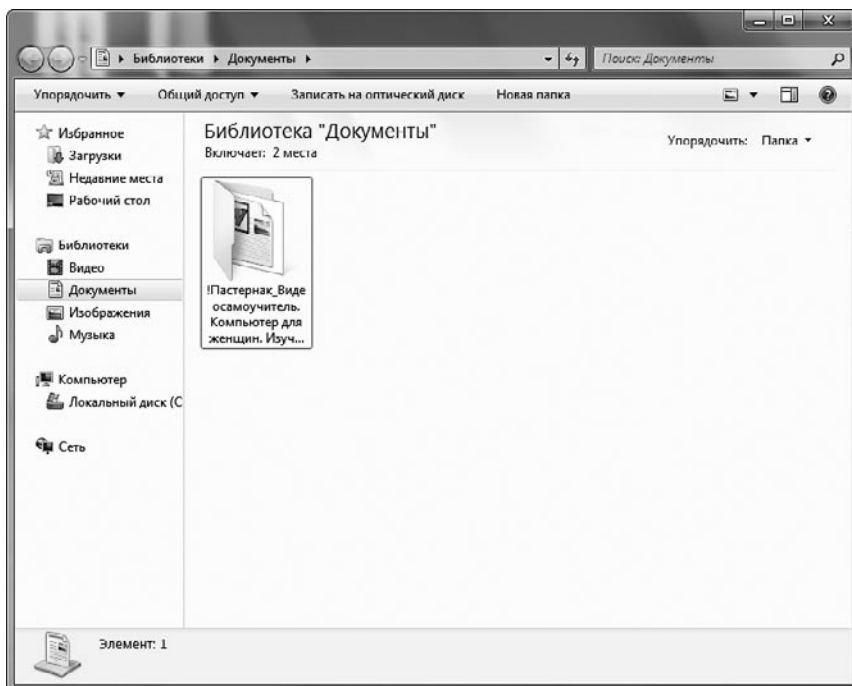 Библиотеки ▸ Документы ▸
Поиск: Документы
Упорядочить ▼ Общий доступ ▼ Записать на оптический диск Новая папка
Избранное
Загрузки
Недавние места
Рабочий стол
Библиотеки
Видео
Документы
Изображения
Музыка
Компьютер
Локальный диск (C
Сеть
Библиотека "Документы"
Включает: 2 места
Упорядочить: Папка ▼
!Пастернак_Виде
осамоучитель.
Компьютер для
женщин. Изуч...
Элемент: 1